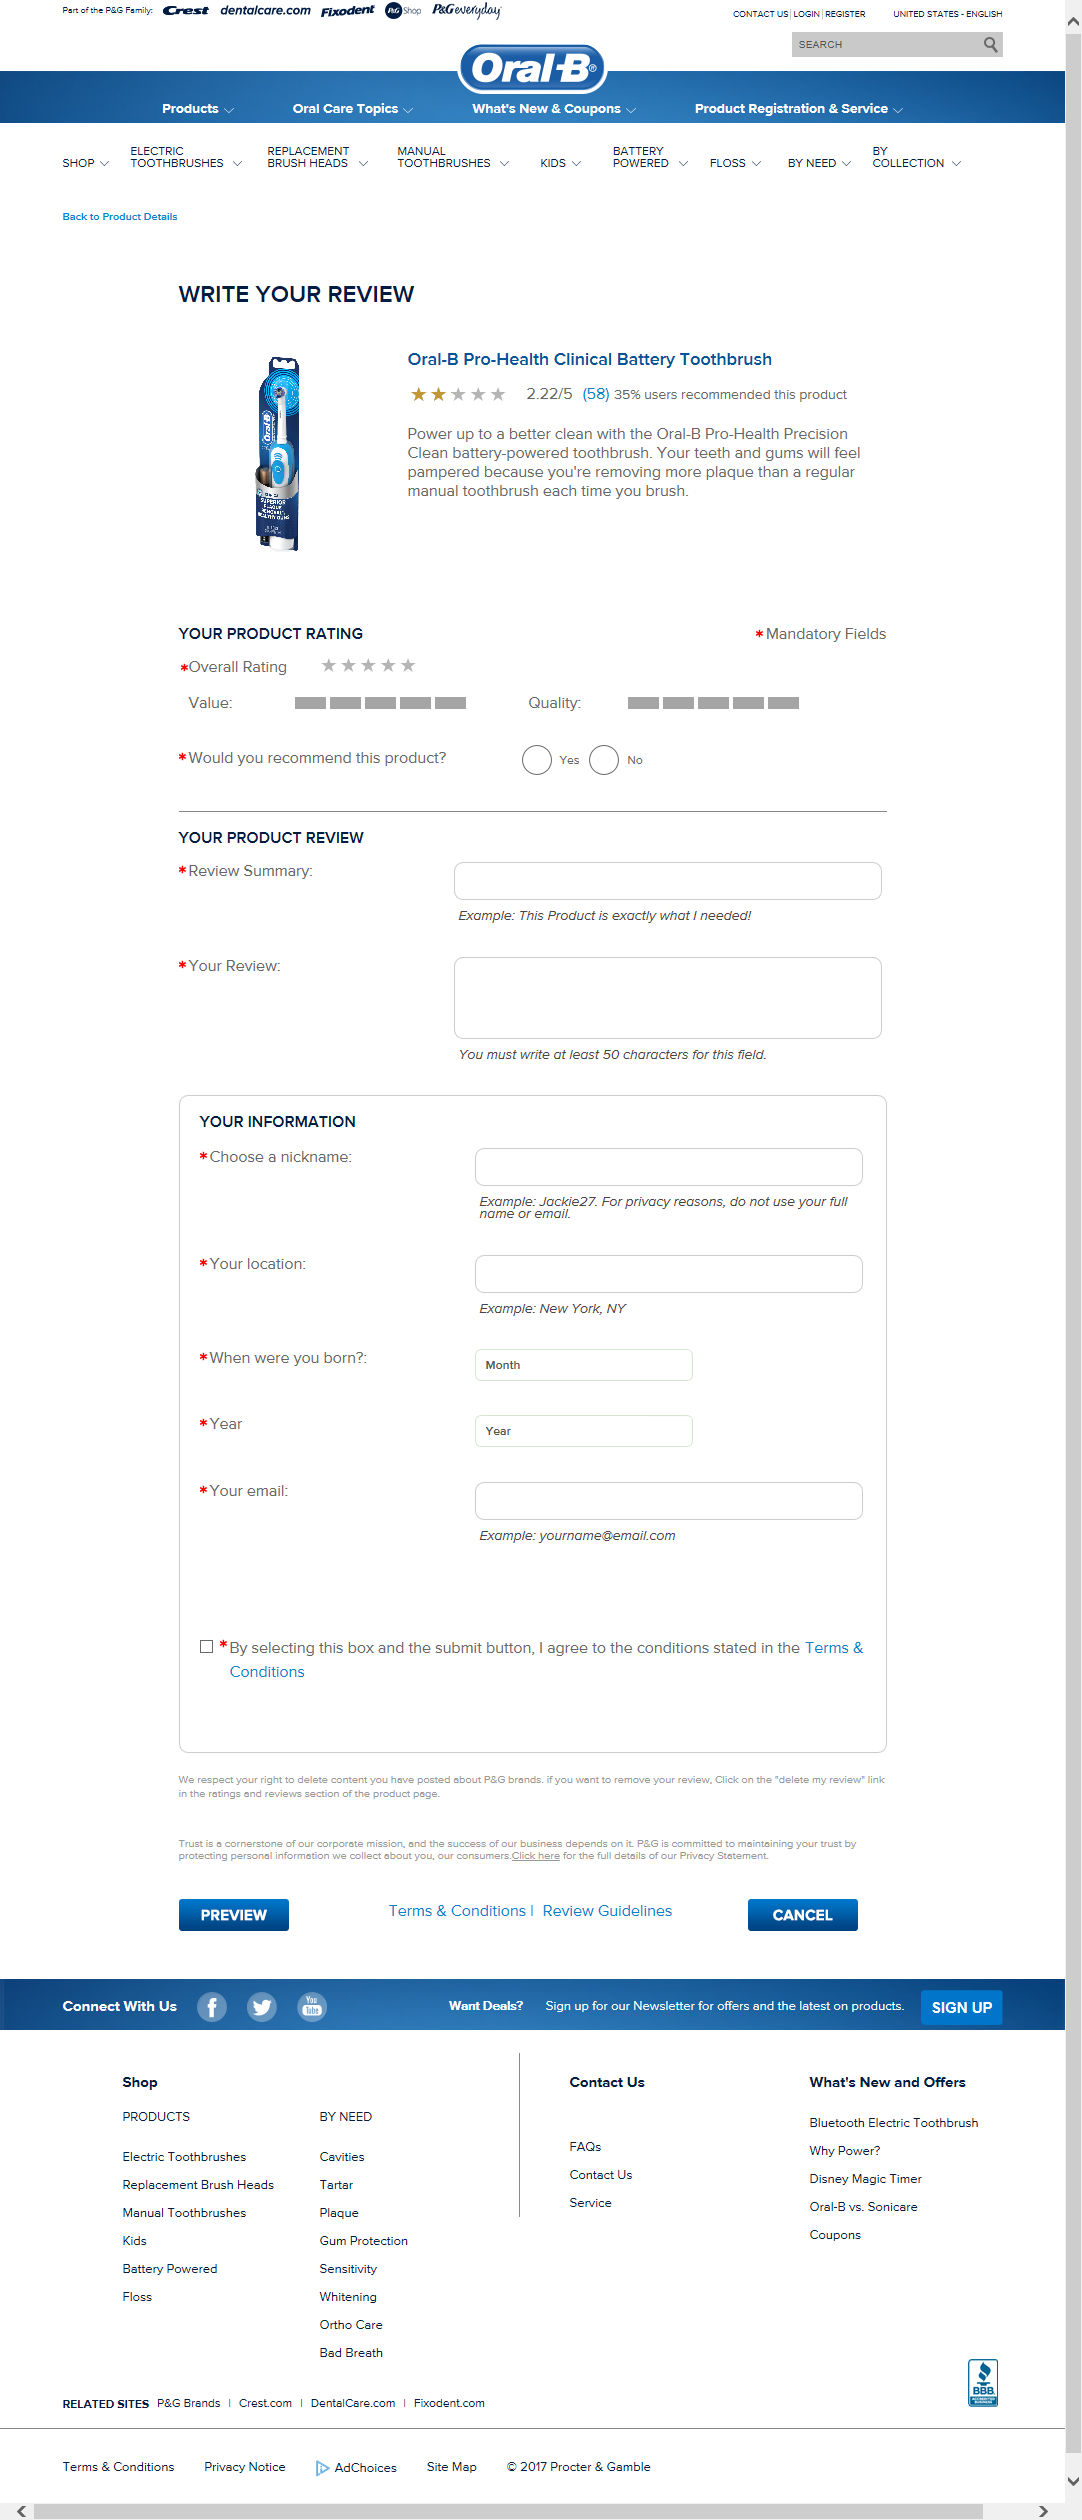 Part of the P&G Family: Crest dentalcare.com Fixodent P&G Shop P&G everyday
CONTACT US | LOGIN | REGISTER UNITED STATES - ENGLISH
SEARCH
Oral-B®
Products What's New & Coupons Oral Care Topics Product Registration & Service
SHOP ELECTRIC TOOTHBRUSHES REPLACEMENT BRUSH HEADS MANUAL TOOTHBRUSHES KIDS BATTERY POWERED FLOSS BY NEED BY COLLECTION
Back to Product Details
WRITE YOUR REVIEW
Oral-B Pro-Health Clinical Battery Toothbrush
2.22/5 (58) 35% users recommended this product
Power up to a better clean with the Oral-B Pro-Health Precision
Clean battery-powered toothbrush. Your teeth and gums will feel
pampered because you're removing more plaque than a regular
manual toothbrush each time you brush.
Oral-B
SUPERIOR
PLAQUE
REMOVAL
YOUR PRODUCT RATING *Mandatory Fields
*Overall Rating
Value: Quality:
*Would you recommend this product? Yes No
YOUR PRODUCT REVIEW
*Review Summary:
Example: This Product is exactly what I needed!
*Your Review:
You must write at least 50 characters for this field.
YOUR INFORMATION
*Choose a nickname:
Example: Jackie27. For privacy reasons, do not use your full
name or email.
*Your location:
Example: New York, NY
*When were you born?: Month
*Year Year
*Your email:
Example: yourname@email.com
*By selecting this box and the submit button, I agree to the conditions stated in the Terms &
Conditions
We respect your right to delete content you have posted about P&G brands. if you want to remove your review, Click on the "delete my review" link
in the ratings and reviews section of the product page.
Trust is a cornerstone of our corporate mission, and the success of our business depends on it. P&G is committed to maintaining your trust by
protecting personal information we collect about you, our consumers.Click here for the full details of our Privacy Statement.
PREVIEW Terms & Conditions | Review Guidelines CANCEL
Connect With Us f You Tube Want Deals? Sign up for our Newsletter for offers and the latest on products. SIGN UP
Shop
PRODUCTS
Electric Toothbrushes
Replacement Brush Heads
Manual Toothbrushes
Kids
Battery Powered
Floss
BY NEED
Cavities
Tartar
Plaque
Gum Protection
Sensitivity
Whitening
Ortho Care
Bad Breath
Contact Us
FAQs
Contact Us
Service
What's New and Offers
Bluetooth Electric Toothbrush
Why Power?
Disney Magic Timer
Oral-B vs. Sonicare
Coupons
BBB
ACCREDITED
BUSINESS
RELATED SITES P&G Brands | Crest.com | DentalCare.com | Fixodent.com
Terms & Conditions Privacy Notice AdChoices Site Map © 2017 Procter & Gamble